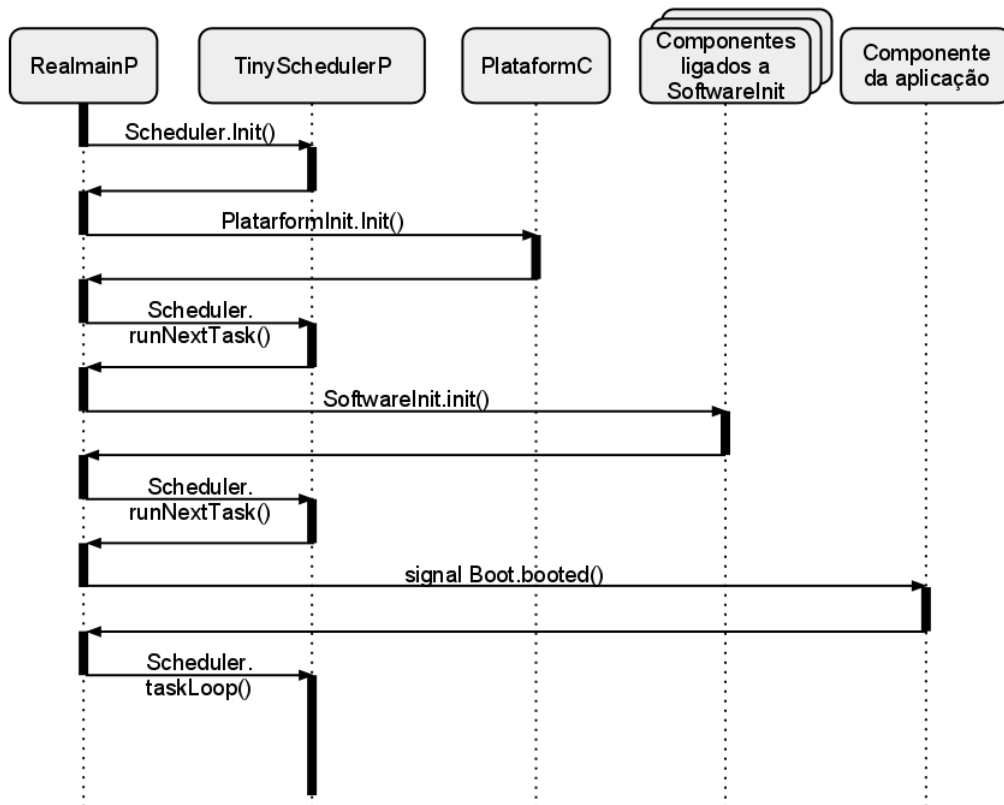 RealmainP
TinySchedulerP
PlataformC
Componentes
ligados a
SoftwareInit
Componente
da aplicação
Scheduler.Init()
PlatarformInit.Init()
Scheduler.
runNextTask()
SoftwareInit.init()
Scheduler.
runNextTask()
signal Boot.booted()
Scheduler.
taskLoop()